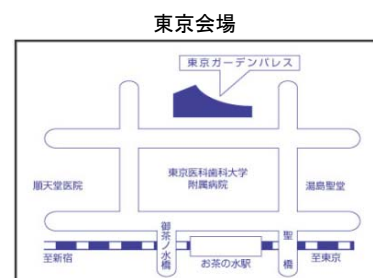 東京会場
東京ガーデンパレス
東京医科歯科大学
附属病院
順天堂医院
湯島聖堂
御茶ノ水橋
聖橋
至新宿
お茶の水駅
至東京